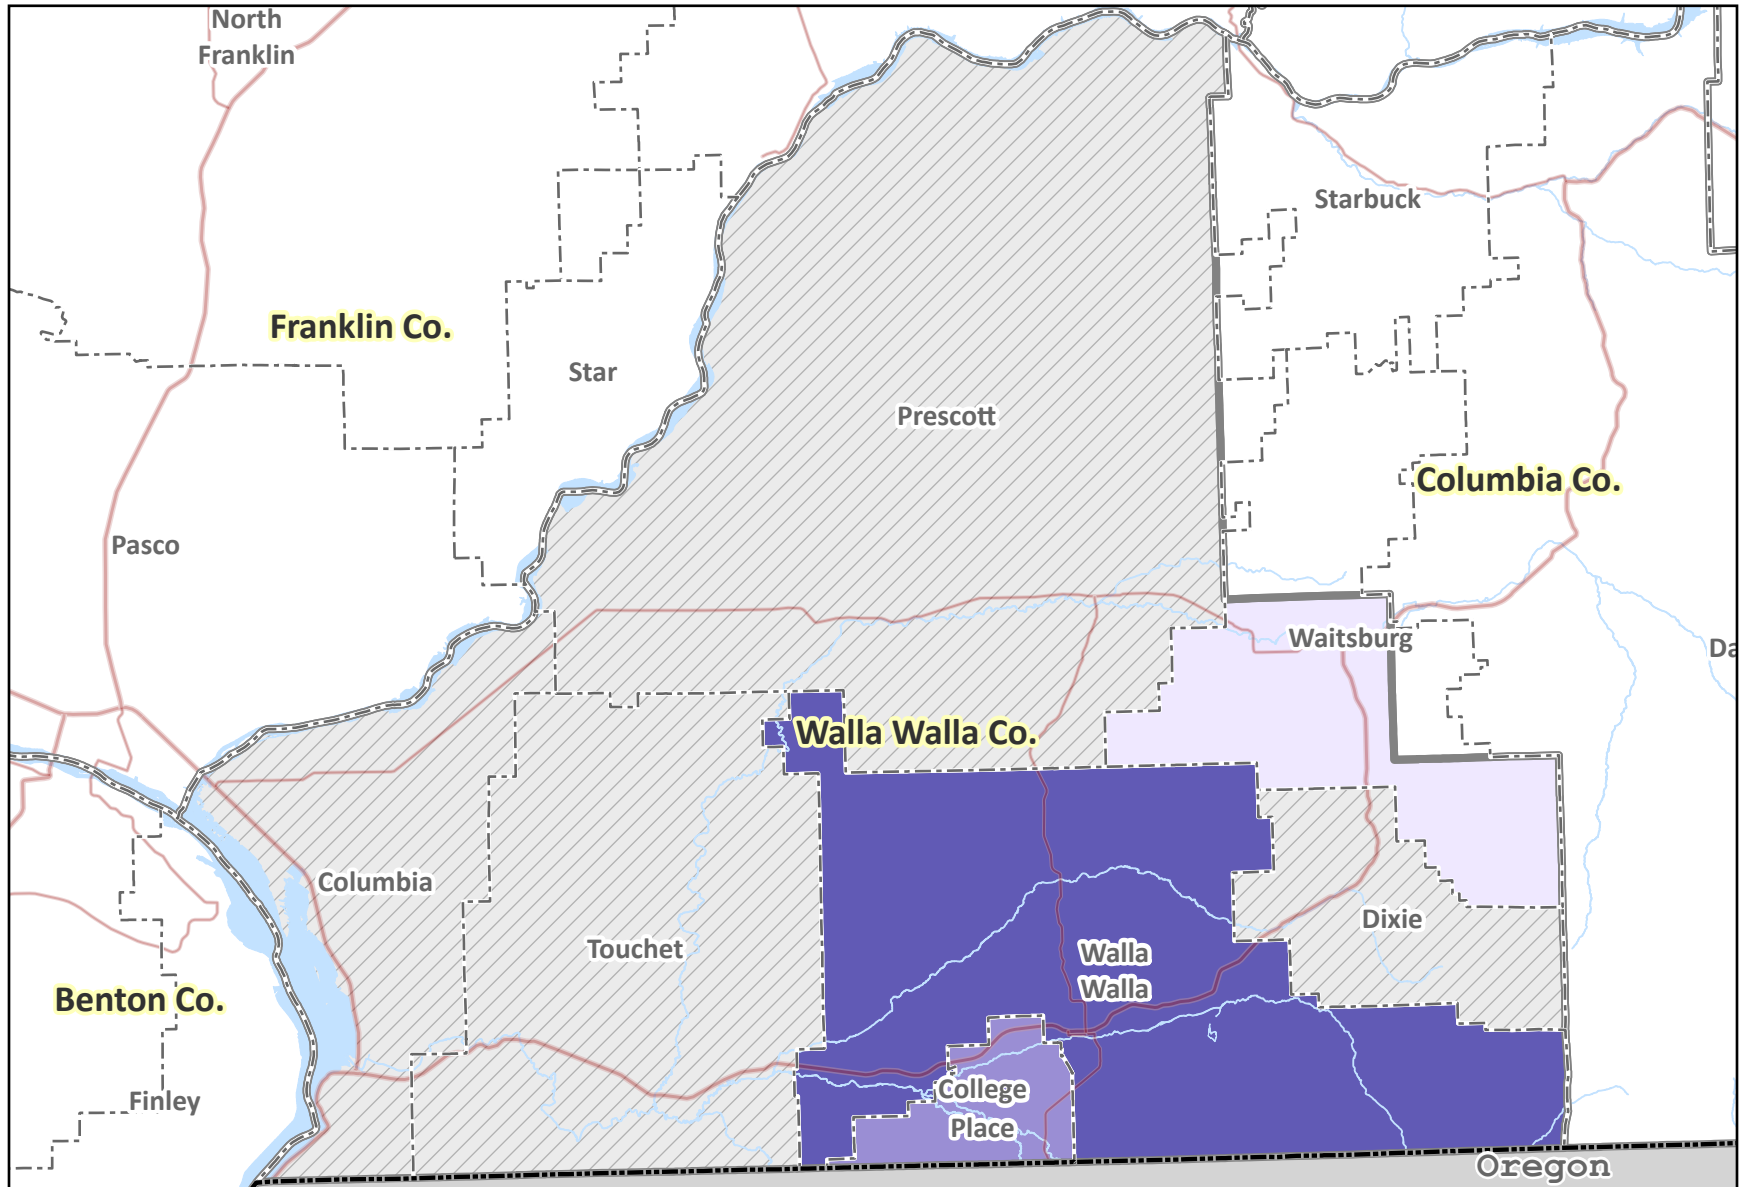 North
Franklin
Starbuck
Franklin Co.
Star
Prescott
Columbia Co.
Pasco
Waitsburg
Da
Walla Walla Co.
Columbia
Touchet
Dixie
Walla
Walla
Benton Co.
Finley
College
Place
Oregon